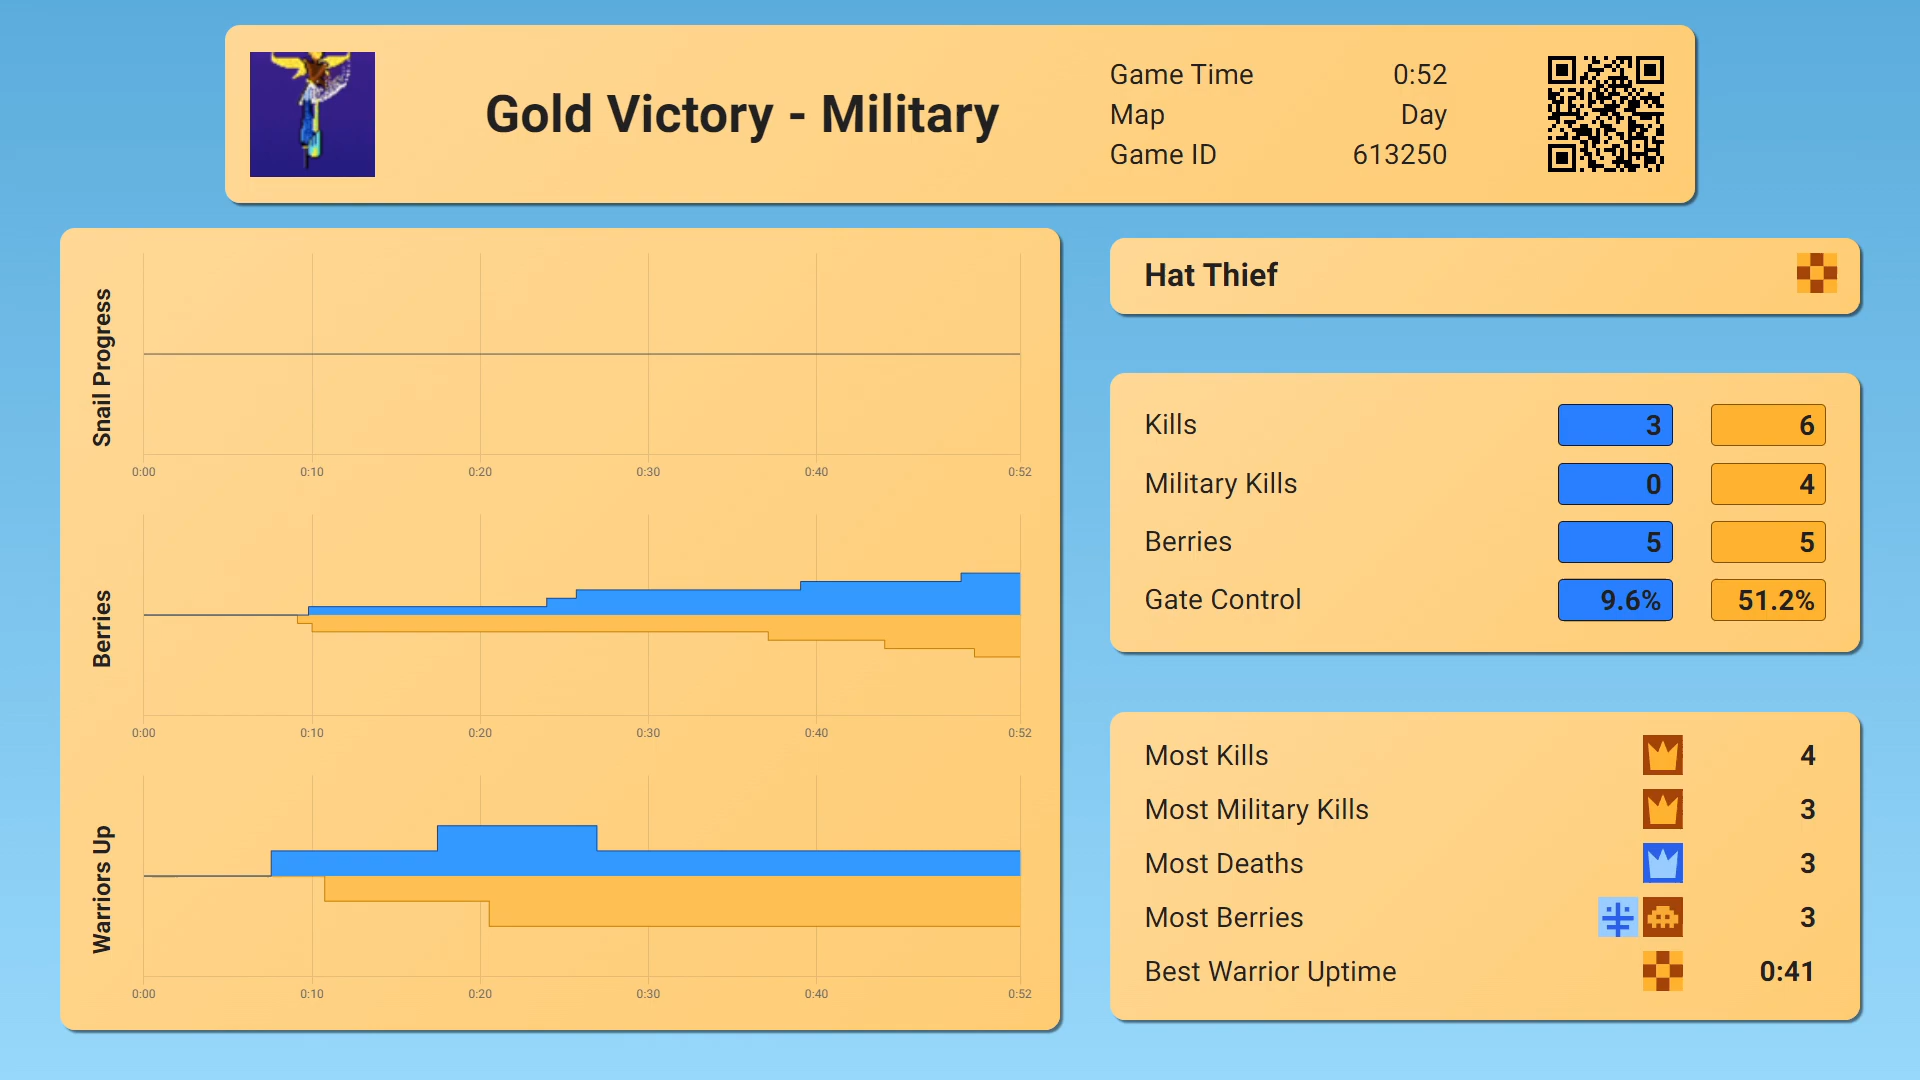 Gold Victory - Military
Game Time 0:52
Map Day
Game ID 613250
Snail Progress
0:00 0:10 0:20 0:30 0:40 0:52
Berries
0:00 0:10 0:20 0:30 0:40 0:52
Warriors Up
0:00 0:10 0:20 0:30 0:40 0:52
Hat Thief
Kills 3 6
Military Kills 0 4
Berries 5 5
Gate Control 9.6% 51.2%
Most Kills 4
Most Military Kills 3
Most Deaths 3
Most Berries 3
Best Warrior Uptime 0:41